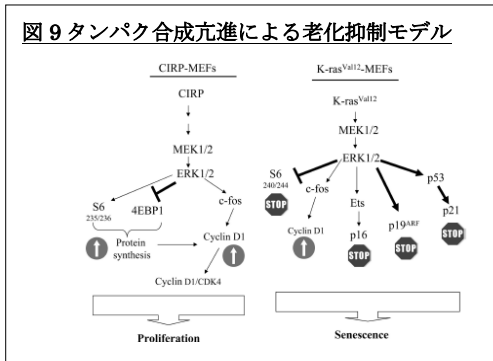 図9タンパク合成亢進による老化抑制モデル
CIRP-MEFs
CIRP
MEK1/2
ERK1/2
S6
235/236
4EBP1
c-fos
Protein
synthesis
Cyclin D1
Cyclin D1/CDK4
Proliferation
K-rasVal12-MEFs
K-rasVal12
MEK1/2
ERK1/2
S6
240/244
STOP
c-fos
Cyclin D1
Ets
p16
STOP
p19ARF
STOP
p53
p21
STOP
Senescence